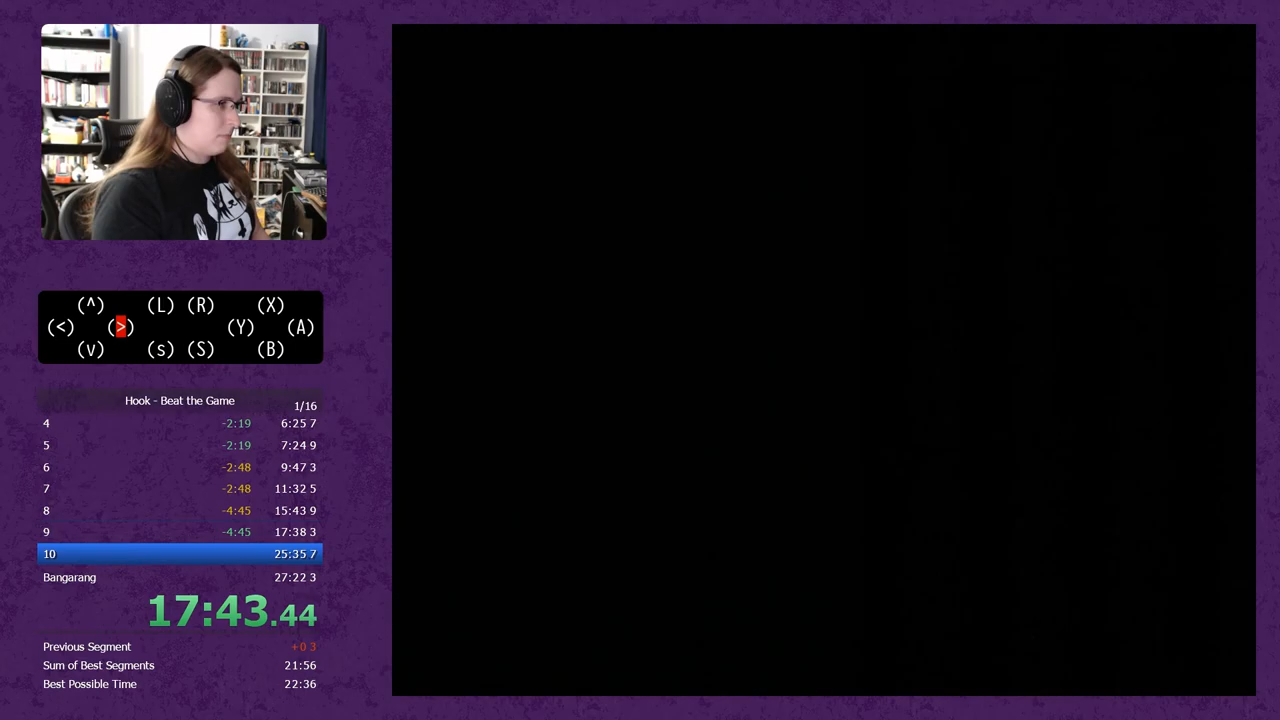 (^) (L) (R) (X)
(<) (>) (Y) (A)
(v) (s) (S) (B)
Hook - Beat the Game
1/16
4 -2:19 6:25 7
5 -2:19 7:24 9
6 -2:48 9:47 3
7 -2:48 11:32 5
8 -4:45 15:43 9
9 -4:45 17:38 3
10 25:35 7
Bangarang 27:22 3
17:43.44
Previous Segment +0 3
Sum of Best Segments 21:56
Best Possible Time 22:36